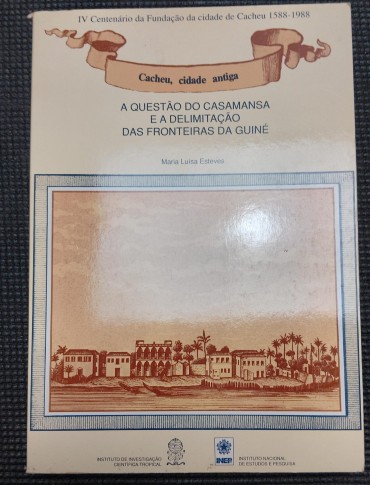 IV Centenário da Fundação da cidade de Cacheu 1588-1988
Cacheu, cidade antiga
A QUESTÃO DO CASAMANSA
E A DELIMITAÇÃO
DAS FRONTEIRAS DA GUINÉ
Maria Luísa Esteves
INSTITUTO DE INVESTIGAÇÃO
CIENTÍFICA TROPICAL
INEP
INSTITUTO NACIONAL
DE ESTUDOS E PESQUISA